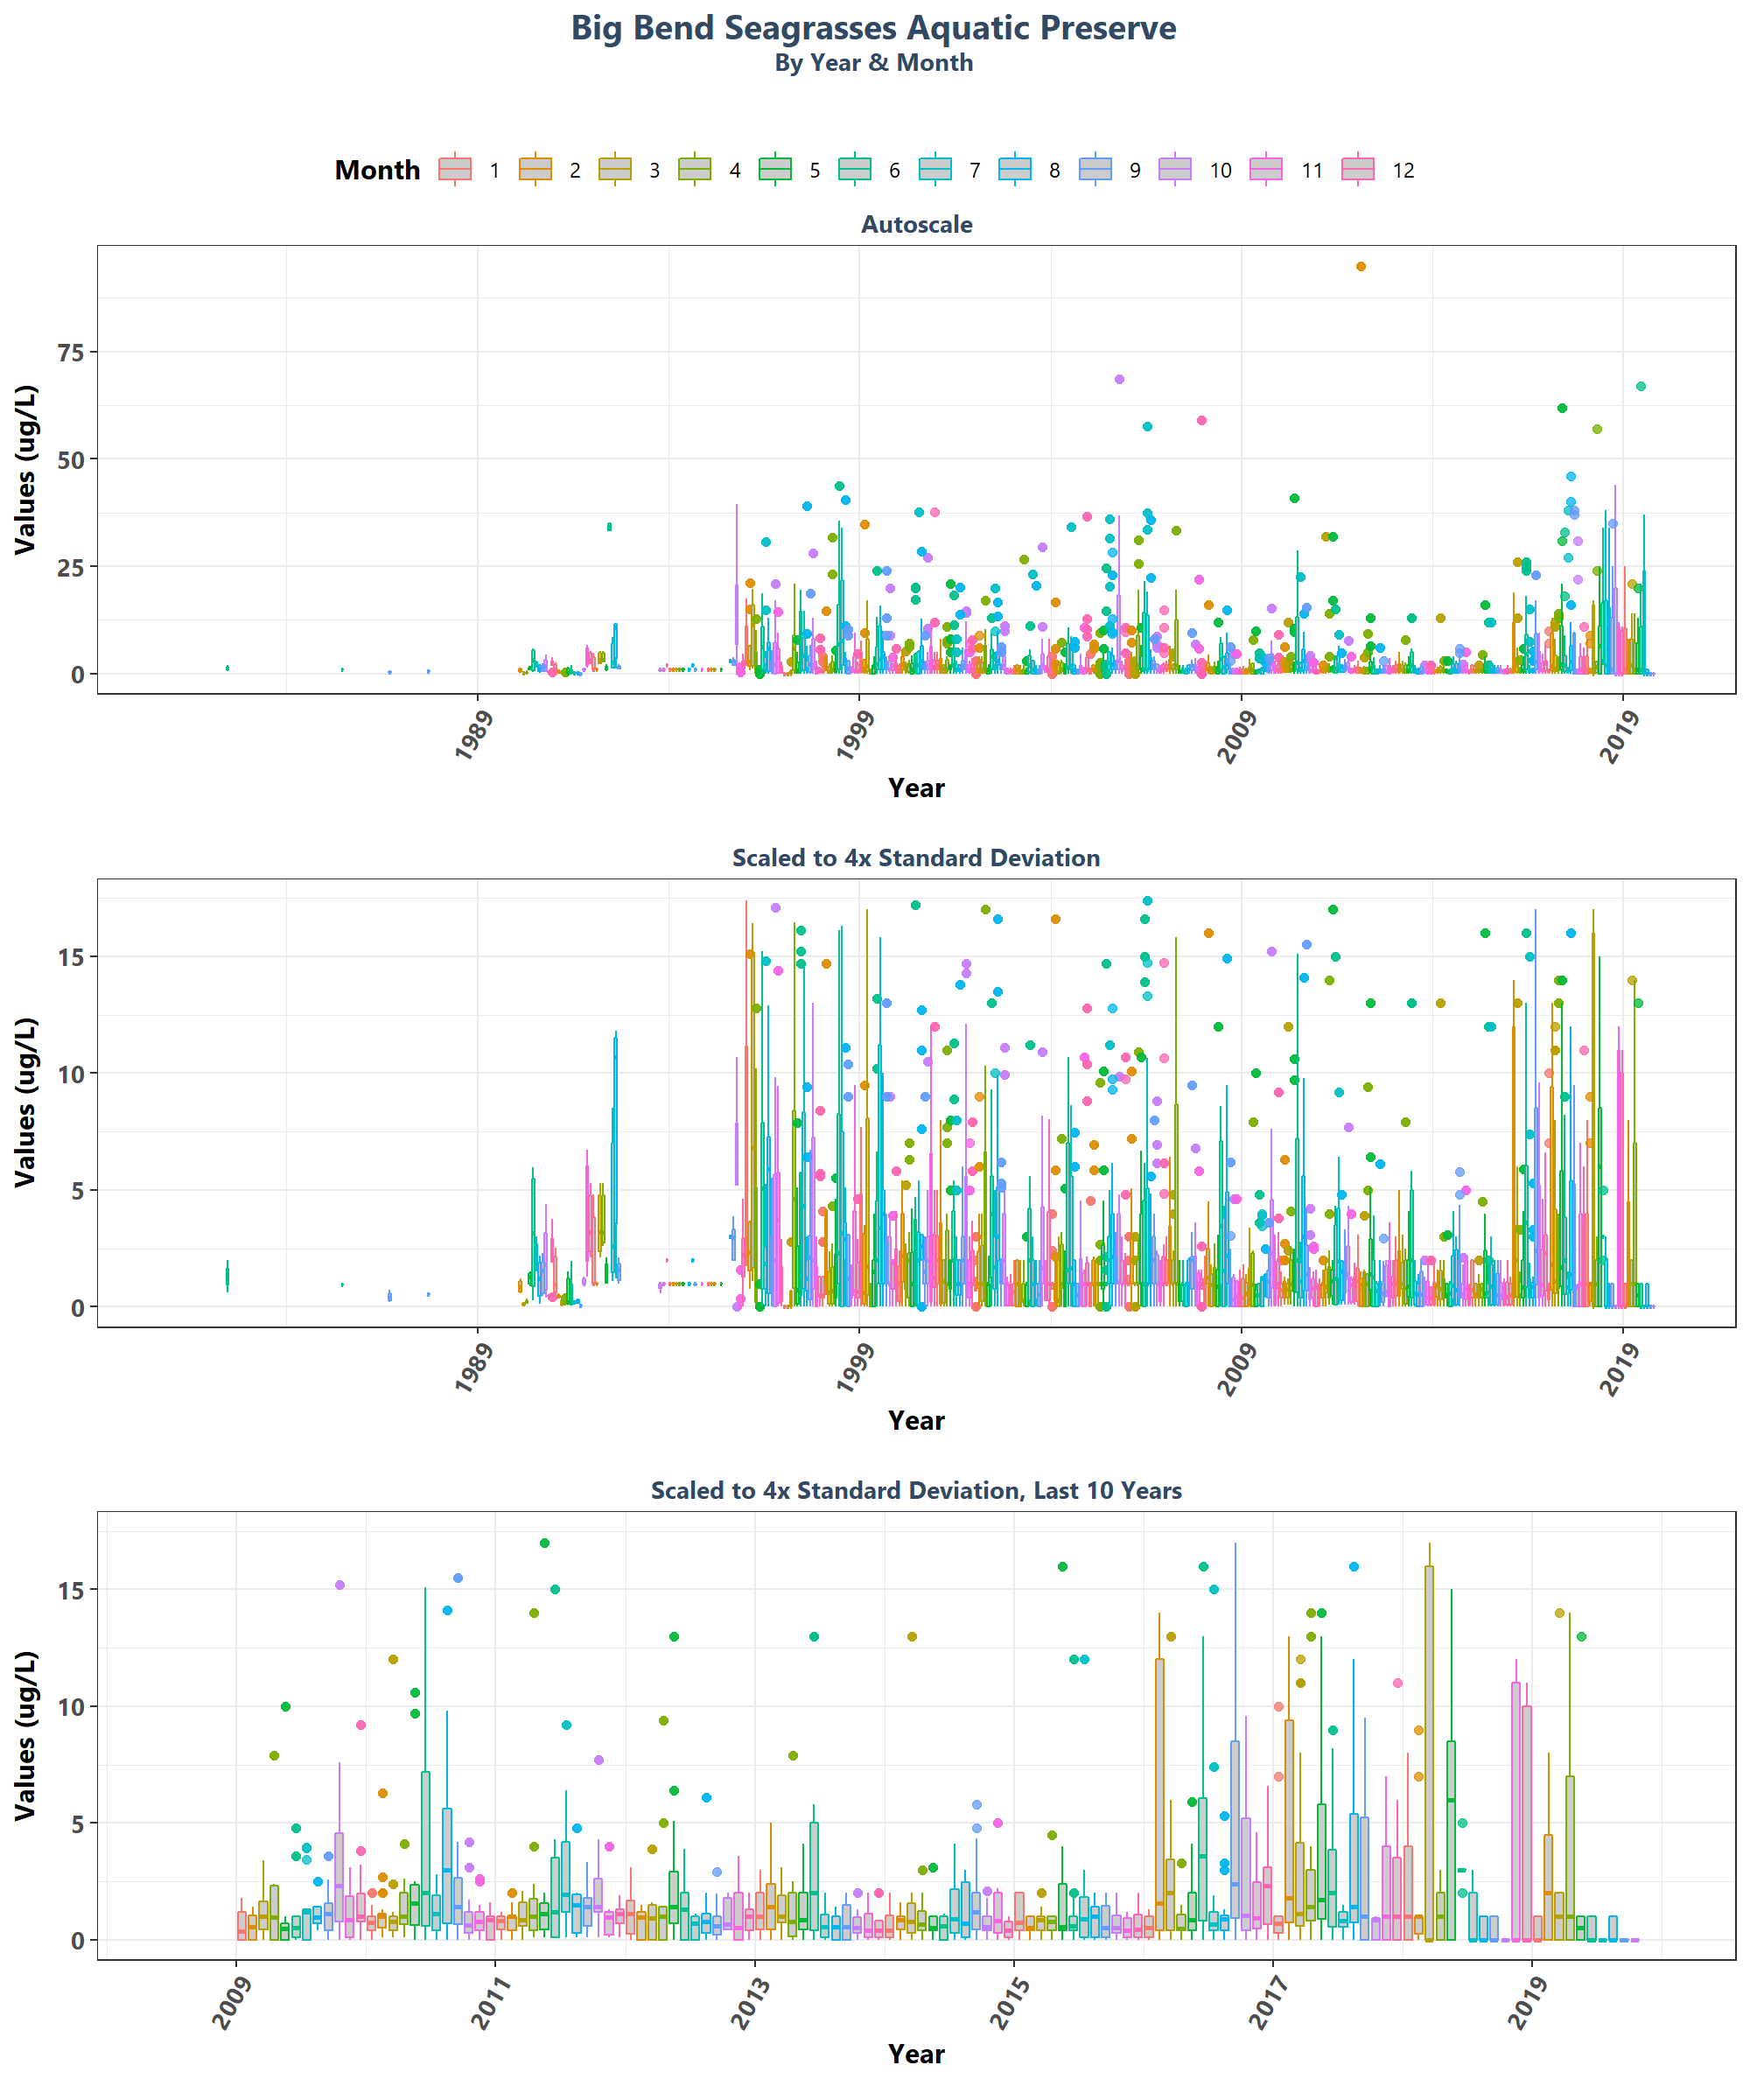 Big Bend Seagrasses Aquatic Preserve
By Year & Month
Month 1 2 3 4 5 6 7 8 9 10 11 12
Autoscale
Values (ug/L)
75
50
25
0
1989 1999 2009 2019
Year
Scaled to 4x Standard Deviation
Values (ug/L)
15
10
5
0
1989 1999 2009 2019
Year
Scaled to 4x Standard Deviation, Last 10 Years
Values (ug/L)
15
10
5
0
2009 2011 2013 2015 2017 2019
Year